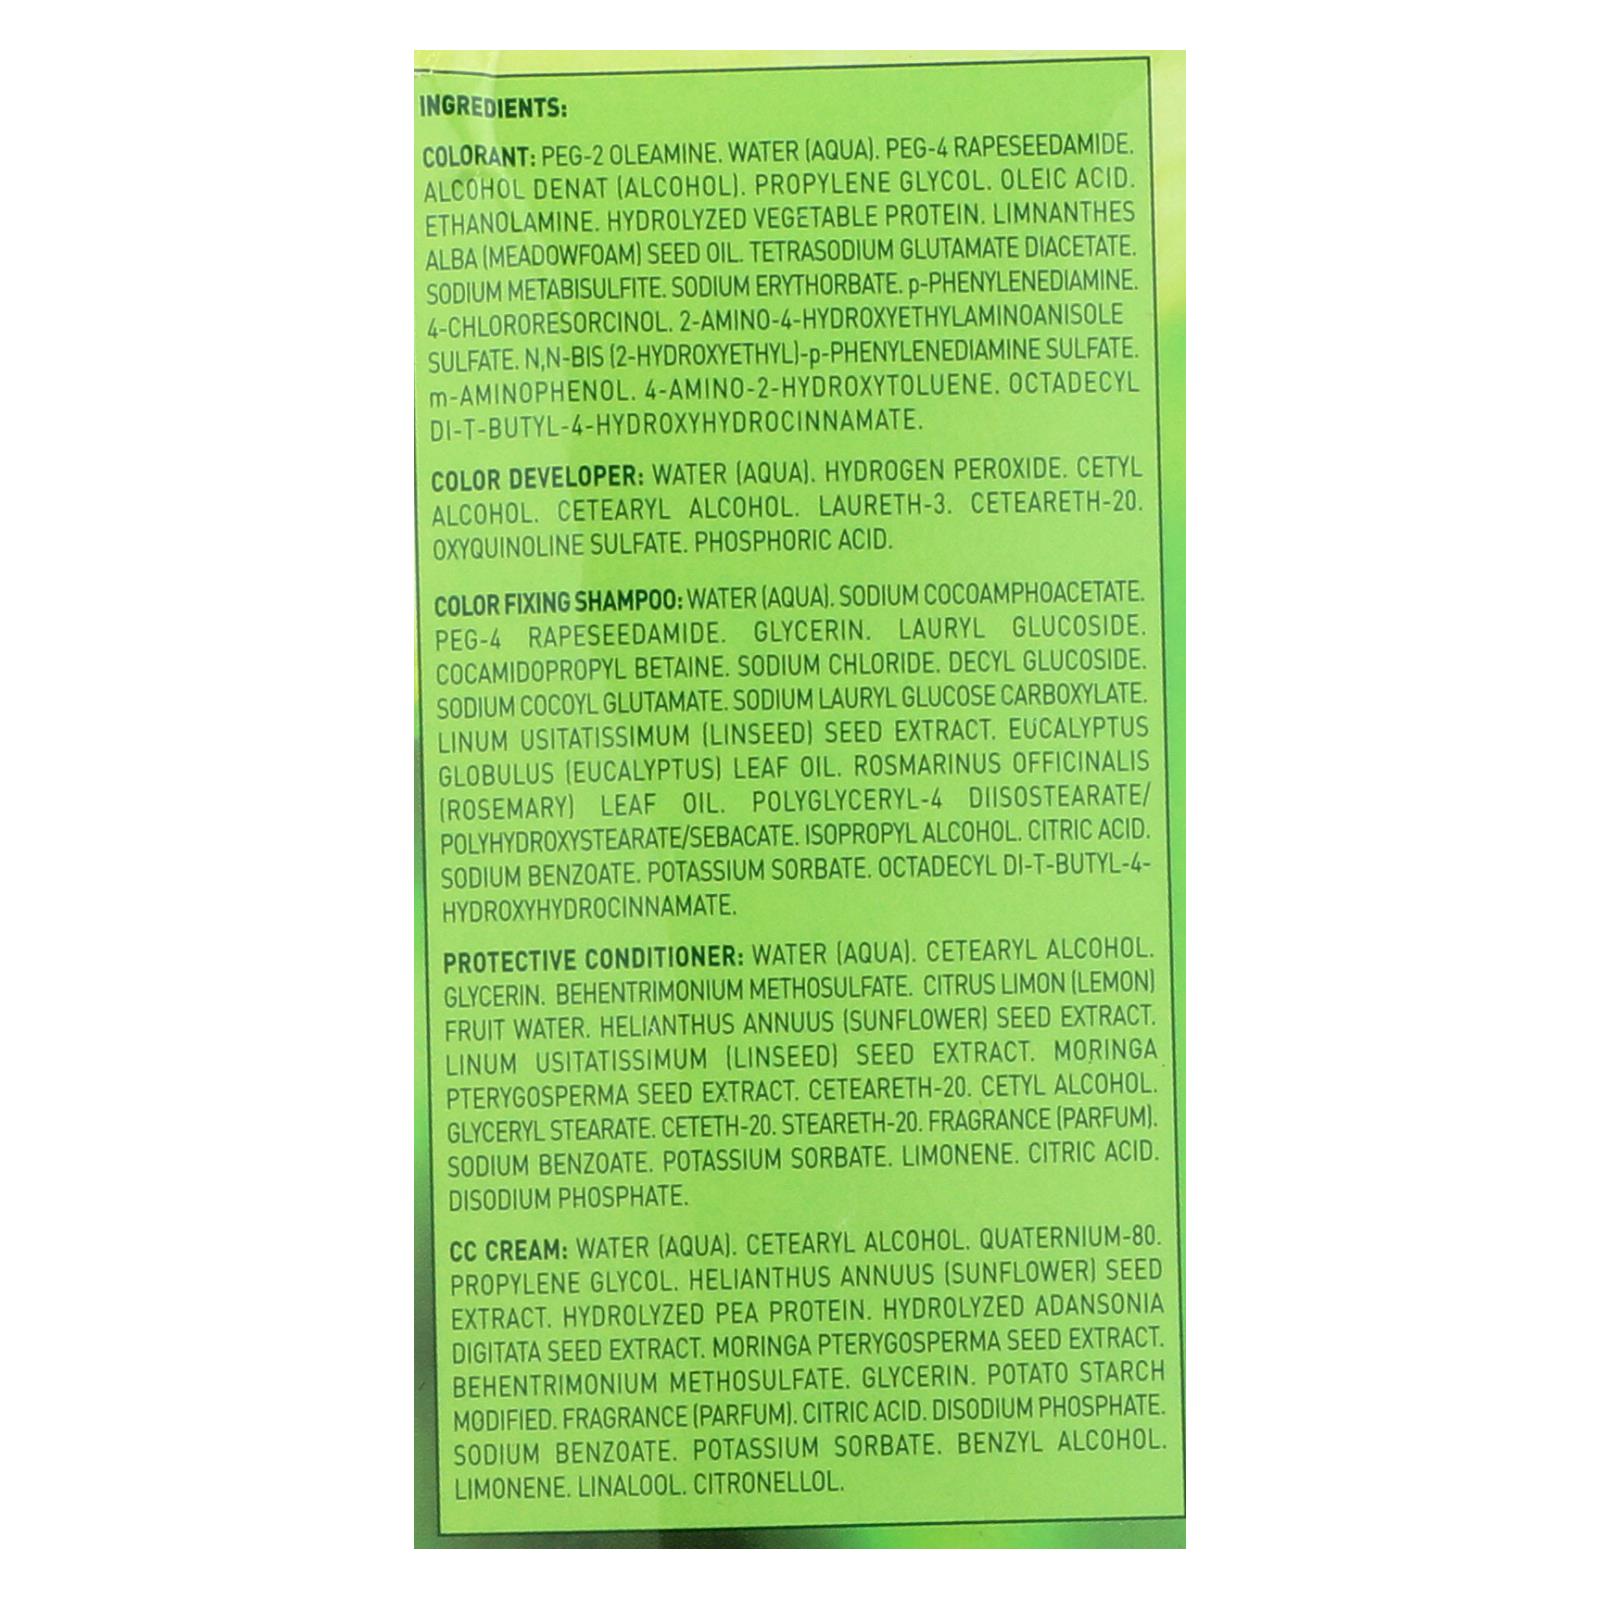 INGREDIENTS:
COLORANT: PEG-2 OLEAMINE. WATER (AQUA). PEG-4 RAPESEEDAMIDE.
ALCOHOL DENAT (ALCOHOL). PROPYLENE GLYCOL. OLEIC ACID.
ETHANOLAMINE. HYDROLYZED VEGETABLE PROTEIN. LIMNANTHES
ALBA (MEADOWFOAM) SEED OIL. TETRASODIUM GLUTAMATE DIACETATE.
SODIUM METABISULFITE. SODIUM ERYTHORBATE. p-PHENYLENEDIAMINE.
4-CHLORORESORCINOL. 2-AMINO-4-HYDROXYETHYLAMINOANISOLE
SULFATE. N,N-BIS (2-HYDROXYETHYL)-p-PHENYLENEDIAMINE SULFATE.
m-AMINOPHENOL. 4-AMINO-2-HYDROXYTOLUENE. OCTADECYL
DI-T-BUTYL-4-HYDROXYHYDROCINNAMATE.
COLOR DEVELOPER: WATER (AQUA). HYDROGEN PEROXIDE. CETYL
ALCOHOL. CETEARYL ALCOHOL. LAURETH-3. CETEARETH-20.
OXYQUINOLINE SULFATE. PHOSPHORIC ACID.
COLOR FIXING SHAMPOO: WATER (AQUA). SODIUM COCOAMPHOACETATE.
PEG-4 RAPESEEDAMIDE. GLYCERIN. LAURYL GLUCOSIDE.
COCAMIDOPROPYL BETAINE. SODIUM CHLORIDE. DECYL GLUCOSIDE.
SODIUM COCOYL GLUTAMATE. SODIUM LAURYL GLUCOSE CARBOXYLATE.
LINUM USITATISSIMUM (LINSEED) SEED EXTRACT. EUCALYPTUS
GLOBULUS (EUCALYPTUS) LEAF OIL. ROSMARINUS OFFICINALIS
(ROSEMARY) LEAF OIL. POLYGLYCERYL-4 DIISOSTEARATE/
POLYHYDROXYSTEARATE/SEBACATE. ISOPROPYL ALCOHOL. CITRIC ACID.
SODIUM BENZOATE. POTASSIUM SORBATE. OCTADECYL DI-T-BUTYL-4-
HYDROXYHYDROCINNAMATE.
PROTECTIVE CONDITIONER: WATER (AQUA). CETEARYL ALCOHOL.
GLYCERIN. BEHENTRIMONIUM METHOSULFATE. CITRUS LIMON (LEMON)
FRUIT WATER. HELIANTHUS ANNUUS (SUNFLOWER) SEED EXTRACT.
LINUM USITATISSIMUM (LINSEED) SEED EXTRACT. MORINGA
PTERYGOSPERMA SEED EXTRACT. CETEARETH-20. CETYL ALCOHOL.
GLYCERYL STEARATE. CETETH-20. STEARETH-20. FRAGRANCE (PARFUM).
SODIUM BENZOATE. POTASSIUM SORBATE. LIMONENE. CITRIC ACID.
DISODIUM PHOSPHATE.
CC CREAM: WATER (AQUA). CETEARYL ALCOHOL. QUATERNIUM-80.
PROPYLENE GLYCOL. HELIANTHUS ANNUUS (SUNFLOWER) SEED
EXTRACT. HYDROLYZED PEA PROTEIN. HYDROLYZED ADANSONIA
DIGITATA SEED EXTRACT. MORINGA PTERYGOSPERMA SEED EXTRACT.
BEHENTRIMONIUM METHOSULFATE. GLYCERIN. POTATO STARCH
MODIFIED. FRAGRANCE (PARFUM). CITRIC ACID. DISODIUM PHOSPHATE.
SODIUM BENZOATE. POTASSIUM SORBATE. BENZYL ALCOHOL.
LIMONENE. LINALOOL. CITRONELLOL.